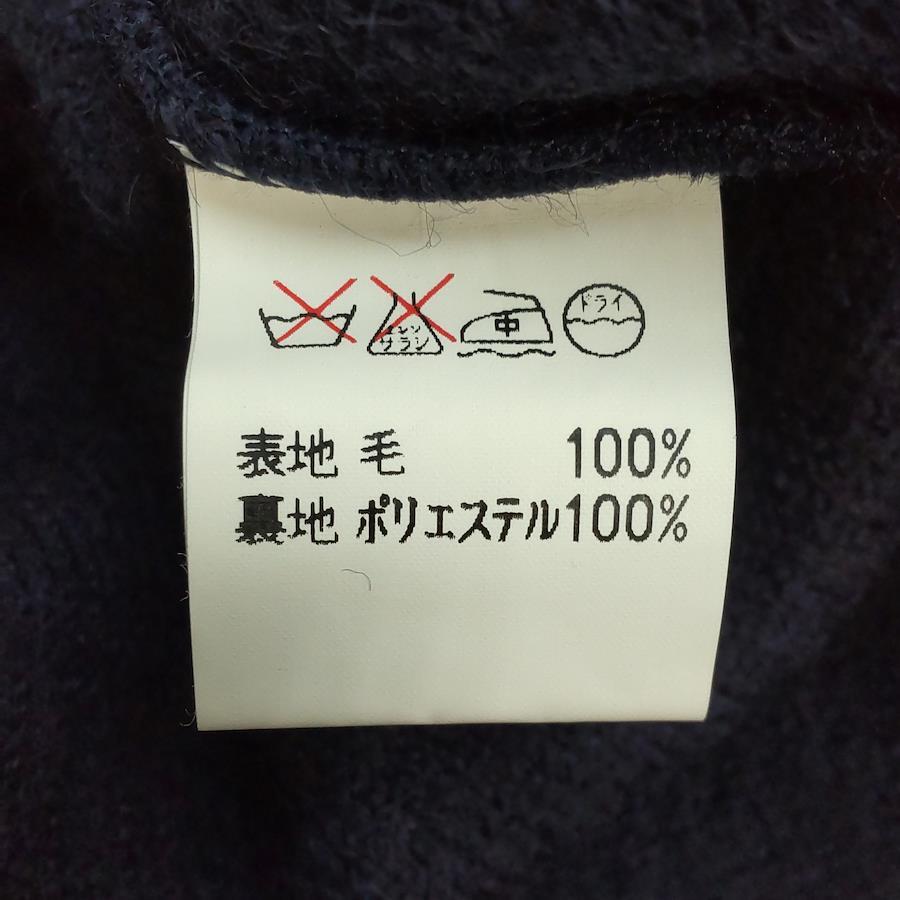 エンソ
サラシ
中
ドライ
表地 毛 100%
裏地 ポリエステル100%